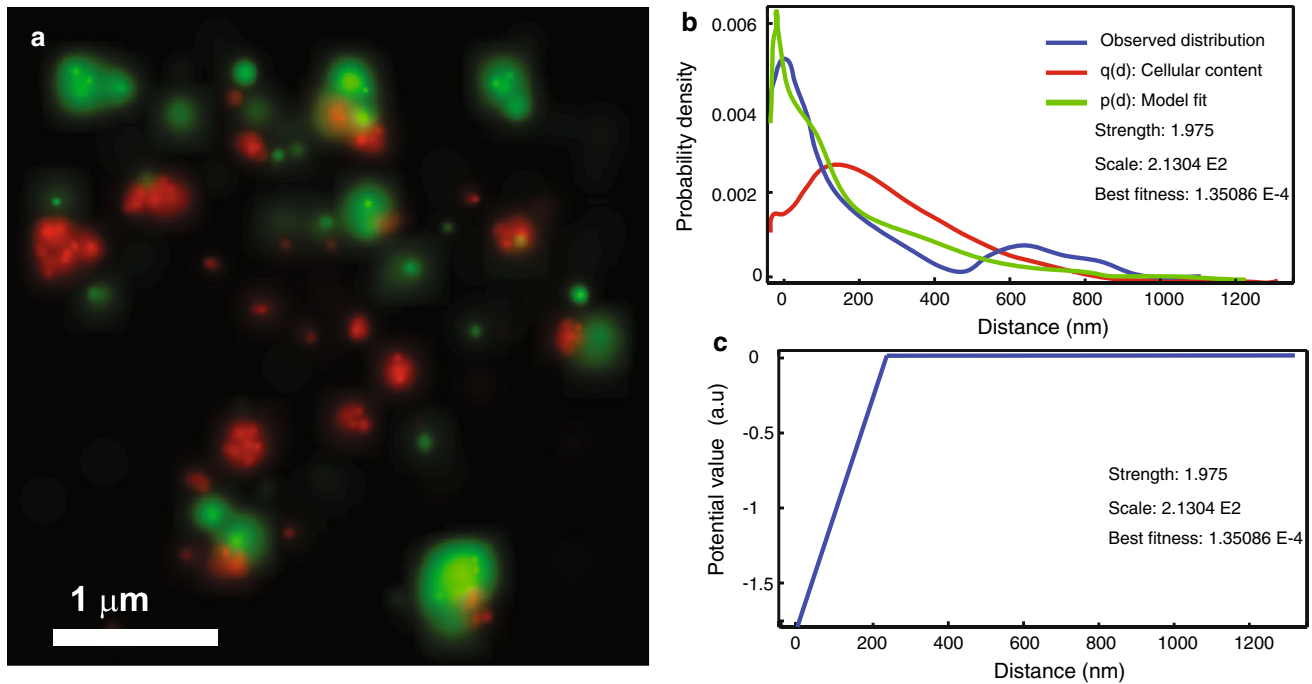 a
1 μm
b
0.006
0.004
0.002
0
Probability density
Observed distribution
q(d): Cellular content
p(d): Model fit
Strength: 1.975
Scale: 2.1304 E2
Best fitness: 1.35086 E-4
0 200 400 600 800 1000 1200
Distance (nm)
c
0
-0.5
-1
-1.5
Potential value (a.u)
Strength: 1.975
Scale: 2.1304 E2
Best fitness: 1.35086 E-4
0 200 400 600 800 1000 1200
Distance (nm)